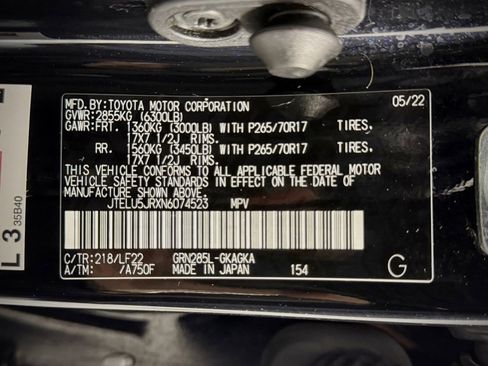 MFD.BY:TOYOTA MOTOR CORPORATION 05/22
GVWR:2855KG (6300LB)
GAWR:FRT. 1360KG (3000LB) WITH P265/70R17 TIRES.
17X7 1/2J RIMS.
RR. 1560KG (3450LB) WITH P265/70R17 TIRES.
17X7 1/2J RIMS.
THIS VEHICLE CONFORMS TO ALL APPLICABLE FEDERAL MOTOR
VEHICLE SAFETY STANDARDS IN EFFECT ON THE DATE OF
MANUFACTURE SHOWN ABOVE.
JTELU5JRXN6074523 MPV
C/TR:218/LF22 GRN285L-GKAGKA
A/TM: /A750F MADE IN JAPAN 154 G
L 3
35B40